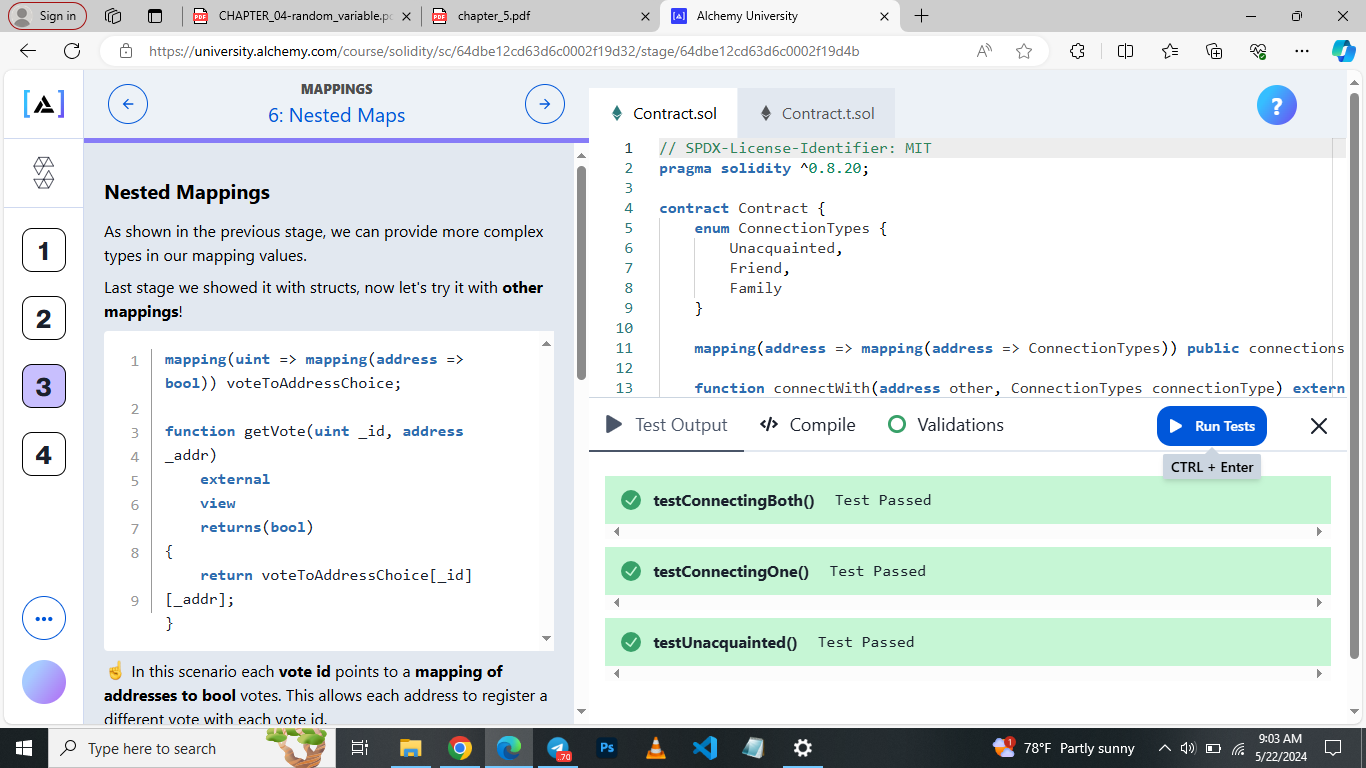 Sign in
CHAPTER_04-random_variable.pd
chapter_5.pdf
Alchemy University
https://university.alchemy.com/course/solidity/sc/64dbe12cd63d6c0002f19d32/stage/64dbe12cd63d6c0002f19d4b
MAPPINGS
6: Nested Maps
1
2
3
4
Nested Mappings
As shown in the previous stage, we can provide more complex
types in our mapping values.
Last stage we showed it with structs, now let's try it with other
mappings!
1 mapping(uint => mapping(address =>
bool)) voteToAddressChoice;
2
3 function getVote(uint _id, address
4 _addr)
5 external
6 view
7 returns(bool)
8 {
return voteToAddressChoice[_id]
9 [_addr];
}
☝ In this scenario each vote id points to a mapping of
addresses to bool votes. This allows each address to register a
different vote with each vote id.
Contract.sol
Contract.t.sol
?
1 // SPDX-License-Identifier: MIT
2 pragma solidity ^0.8.20;
3
4 contract Contract {
5 enum ConnectionTypes {
6 Unacquainted,
7 Friend,
8 Family
9 }
10
11 mapping(address => mapping(address => ConnectionTypes)) public connections
12
13 function connectWith(address other, ConnectionTypes connectionType) extern
Test Output
Compile
Validations
Run Tests
CTRL + Enter
testConnectingBoth() Test Passed
testConnectingOne() Test Passed
testUnacquainted() Test Passed
Type here to search
70
Ps
1
78°F Partly sunny
9:03 AM
5/22/2024